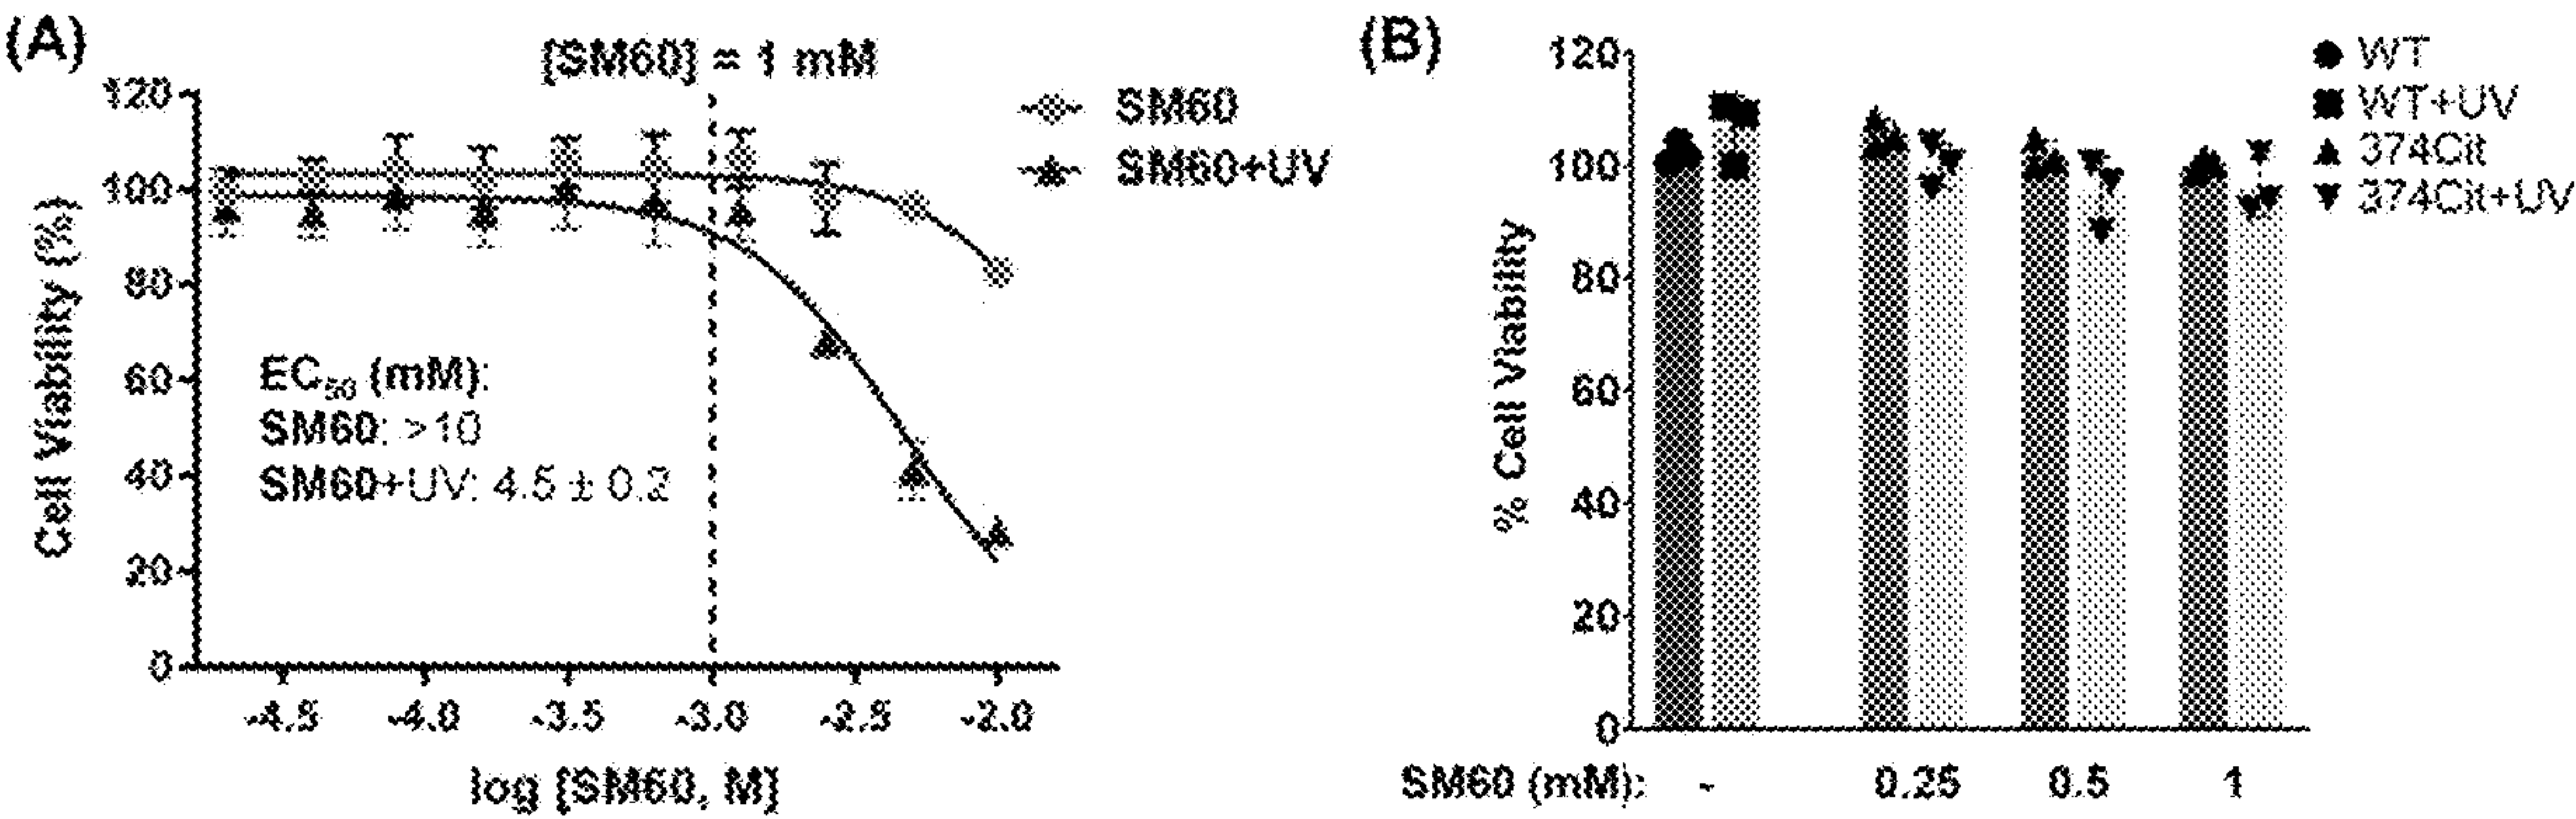 (A)
[SM60] = 1 mM
120
100
80
60
40
20
0
Cell Viability (%)
SM60
SM60+UV
EC50 (mM):
SM60: >10
SM60+UV: 4.5 ± 0.2
-4.5 -4.0 -3.5 -3.0 -2.5 -2.0
log [SM60, M]
(B)
120
100
80
60
40
20
0
% Cell Viability
WT
WT+UV
374Cit
374Cit+UV
SM60 (mM): - 0.25 0.5 1